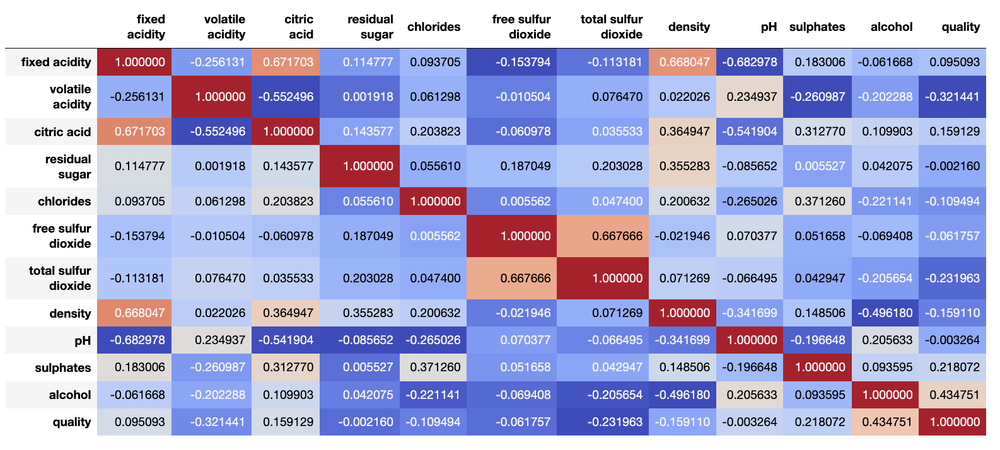 fixed acidity volatile acidity citric acid residual sugar chlorides free sulfur dioxide total sulfur dioxide density pH sulphates alcohol quality
fixed acidity 1.000000 -0.256131 0.671703 0.114777 0.093705 -0.153794 -0.113181 0.668047 -0.682978 0.183006 -0.061668 0.095093
volatile acidity -0.256131 1.000000 -0.552496 0.001918 0.061298 -0.010504 0.076470 0.022026 0.234937 -0.260987 -0.202288 -0.321441
citric acid 0.671703 -0.552496 1.000000 0.143577 0.203823 -0.060978 0.035533 0.364947 -0.541904 0.312770 0.109903 0.159129
residual sugar 0.114777 0.001918 0.143577 1.000000 0.055610 0.187049 0.203028 0.355283 -0.085652 0.005527 0.042075 -0.002160
chlorides 0.093705 0.061298 0.203823 0.055610 1.000000 0.005562 0.047400 0.200632 -0.265026 0.371260 -0.221141 -0.109494
free sulfur dioxide -0.153794 -0.010504 -0.060978 0.187049 0.005562 1.000000 0.667666 -0.021946 0.070377 0.051658 -0.069408 -0.061757
total sulfur dioxide -0.113181 0.076470 0.035533 0.203028 0.047400 0.667666 1.000000 0.071269 -0.066495 0.042947 -0.205654 -0.231963
density 0.668047 0.022026 0.364947 0.355283 0.200632 -0.021946 0.071269 1.000000 -0.341699 0.148506 -0.496180 -0.159110
pH -0.682978 0.234937 -0.541904 -0.085652 -0.265026 0.070377 -0.066495 -0.341699 1.000000 -0.196648 0.205633 -0.003264
sulphates 0.183006 -0.260987 0.312770 0.005527 0.371260 0.051658 0.042947 0.148506 -0.196648 1.000000 0.093595 0.218072
alcohol -0.061668 -0.202288 0.109903 0.042075 -0.221141 -0.069408 -0.205654 -0.496180 0.205633 0.093595 1.000000 0.434751
quality 0.095093 -0.321441 0.159129 -0.002160 -0.109494 -0.061757 -0.231963 -0.159110 -0.003264 0.218072 0.434751 1.000000